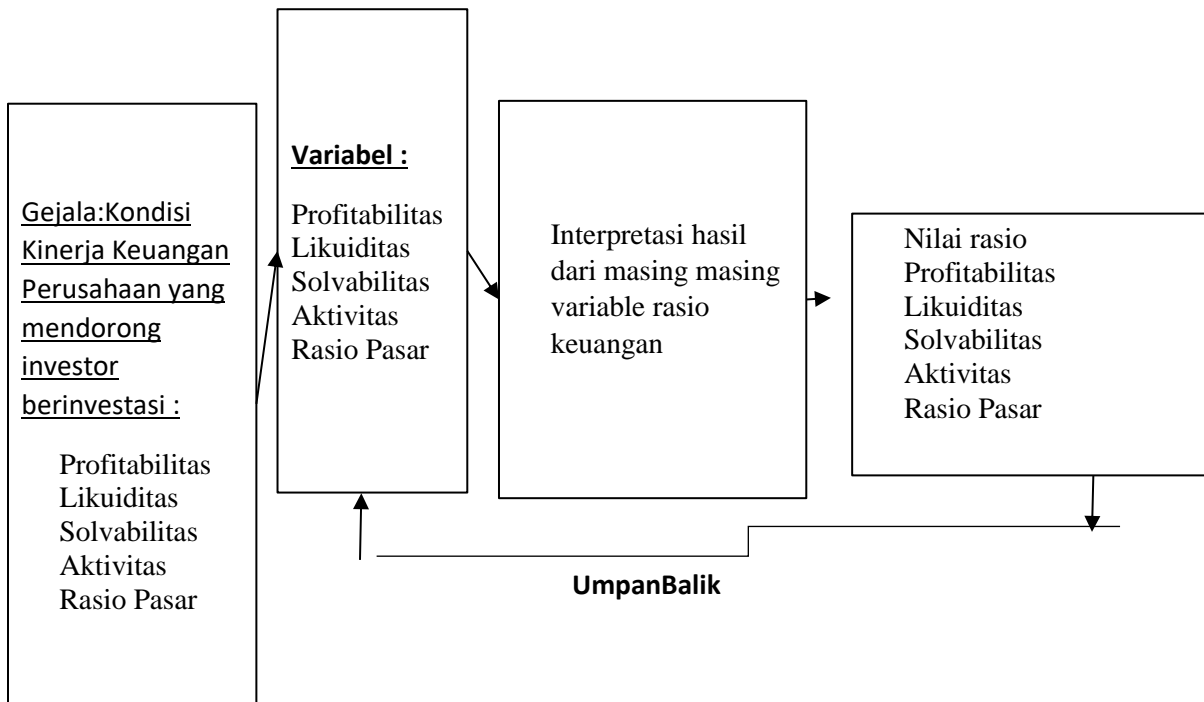 Gejala:Kondisi
Kinerja Keuangan
Perusahaan yang
mendorong
investor
berinvestasi :
Profitabilitas
Likuiditas
Solvabilitas
Aktivitas
Rasio Pasar
Variabel :
Profitabilitas
Likuiditas
Solvabilitas
Aktivitas
Rasio Pasar
Interpretasi hasil
dari masing masing
variable rasio
keuangan
Nilai rasio
Profitabilitas
Likuiditas
Solvabilitas
Aktivitas
Rasio Pasar
UmpanBalik